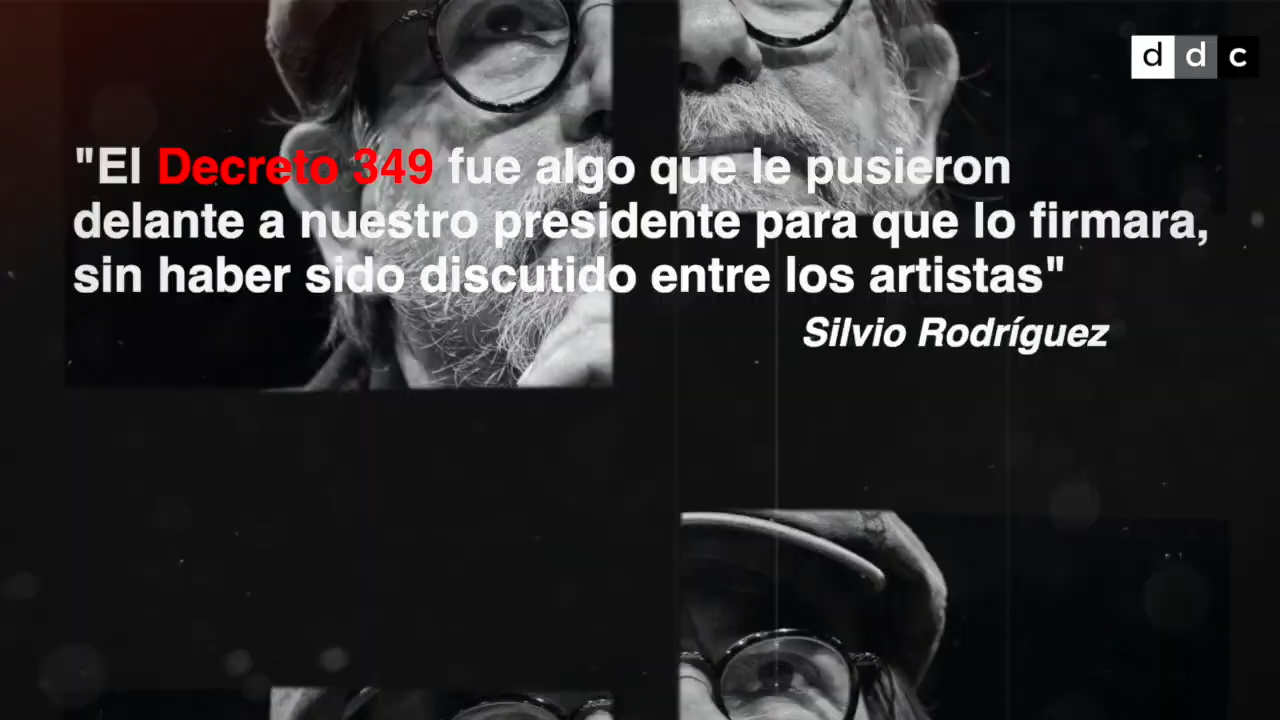 d d c
"El Decreto 349 fue algo que le pusieron
delante a nuestro presidente para que lo firmara,
sin haber sido discutido entre los artistas"
Silvio Rodríguez